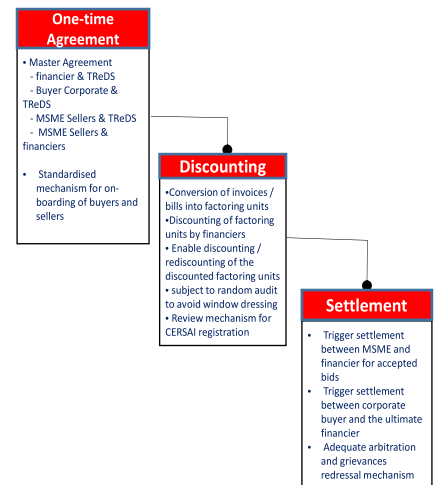 One-time
Agreement
• Master Agreement
- financier & TReDS
- Buyer Corporate &
TReDS
- MSME Sellers & TReDS
- MSME Sellers &
financiers
• Standardised
mechanism for on-
boarding of buyers and
sellers
Discounting
•Conversion of invoices /
bills into factoring units
•Discounting of factoring
units by financiers
• Enable discounting /
rediscounting of the
discounted factoring units
• subject to random audit
to avoid window dressing
• Review mechanism for
CERSAI registration
Settlement
• Trigger settlement
between MSME and
financier for accepted
bids
• Trigger settlement
between corporate
buyer and the ultimate
financier
• Adequate arbitration
and grievances
redressal mechanism